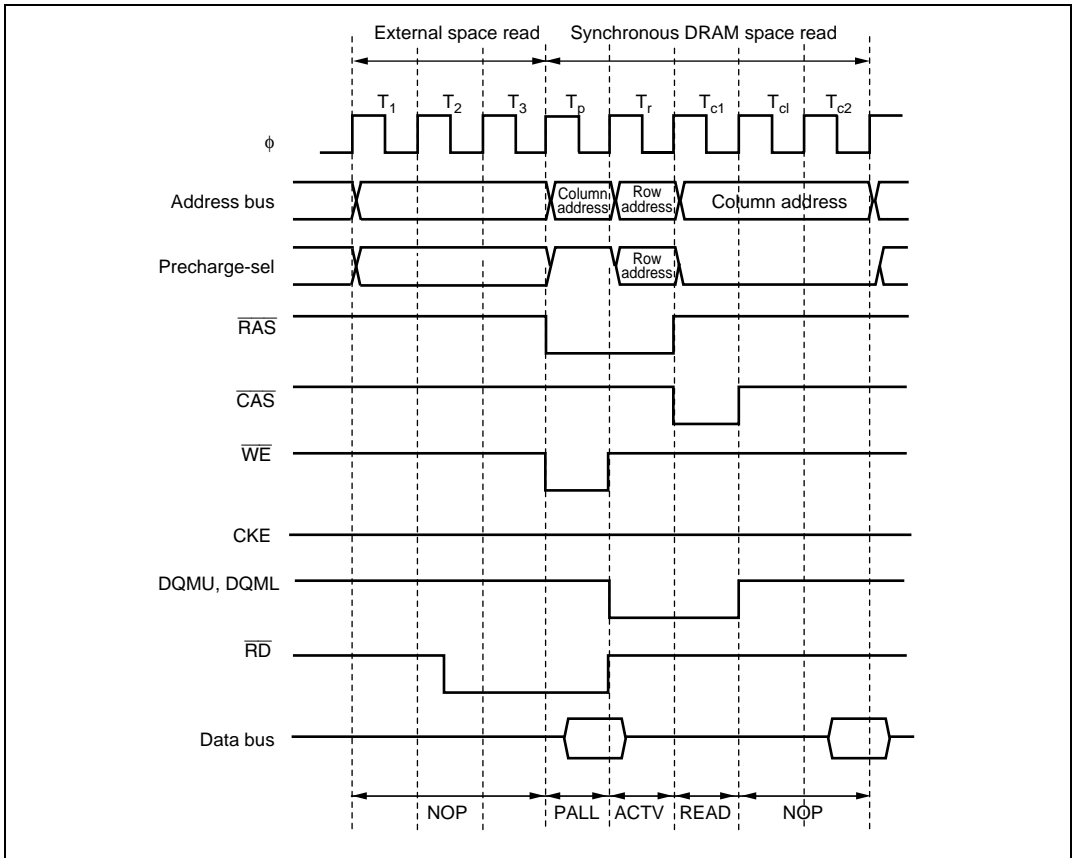 External space read Synchronous DRAM space read
T1 T2 T3 Tp Tr Tc1 Tcl Tc2
ϕ
Address bus
Column address
Row address
Column address
Precharge-sel
Row address
RAS
CAS
WE
CKE
DQMU, DQML
RD
Data bus
NOP PALL ACTV READ NOP